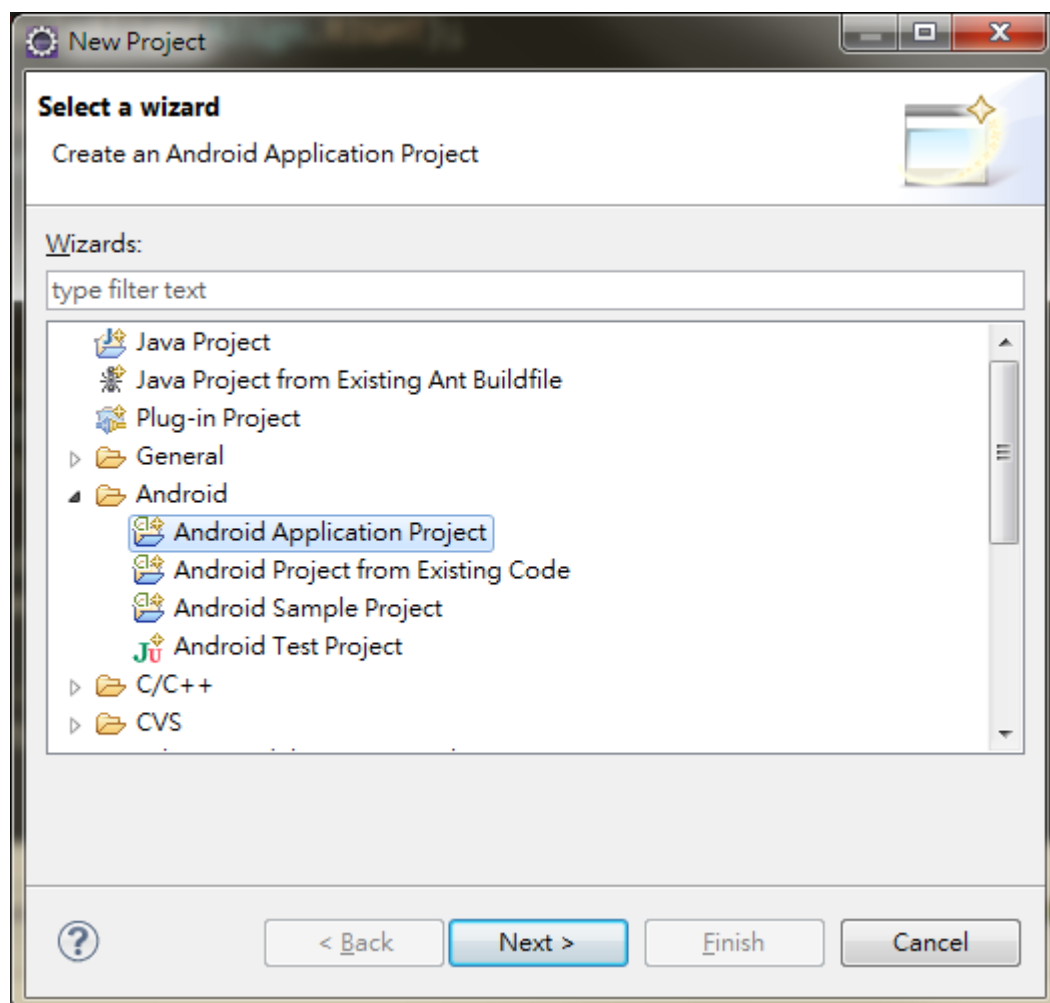 New Project
Select a wizard
Create an Android Application Project
Wizards:
type filter text
Java Project
Java Project from Existing Ant Buildfile
Plug-in Project
General
Android
Android Application Project
Android Project from Existing Code
Android Sample Project
Android Test Project
C/C++
CVS
< Back
Next >
Finish
Cancel